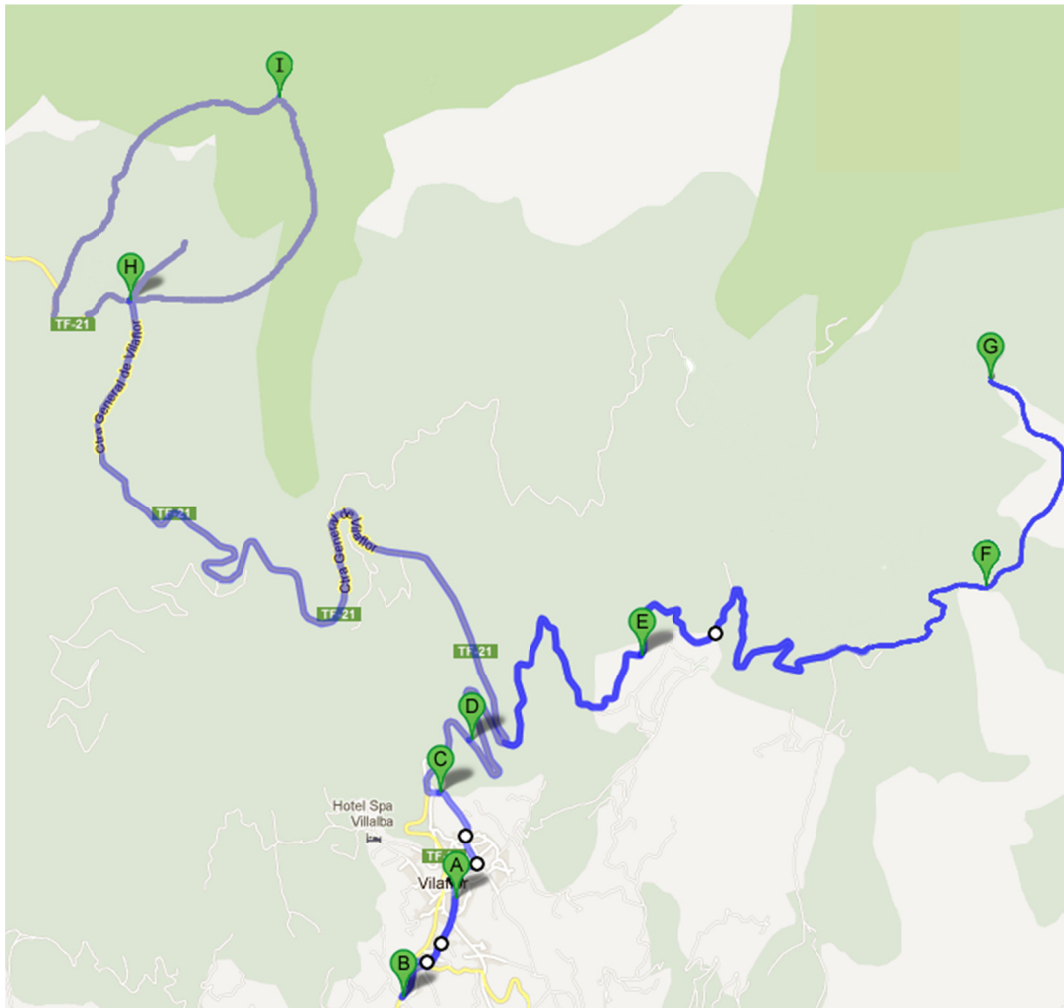 I
H
TF-21
Ctra General de Vilaflor
G
TF-21
Ctra General de Vilaflor
F
TF-21
E
TF-21
D
C
Hotel Spa
Villalba
A
Vilaflor
B